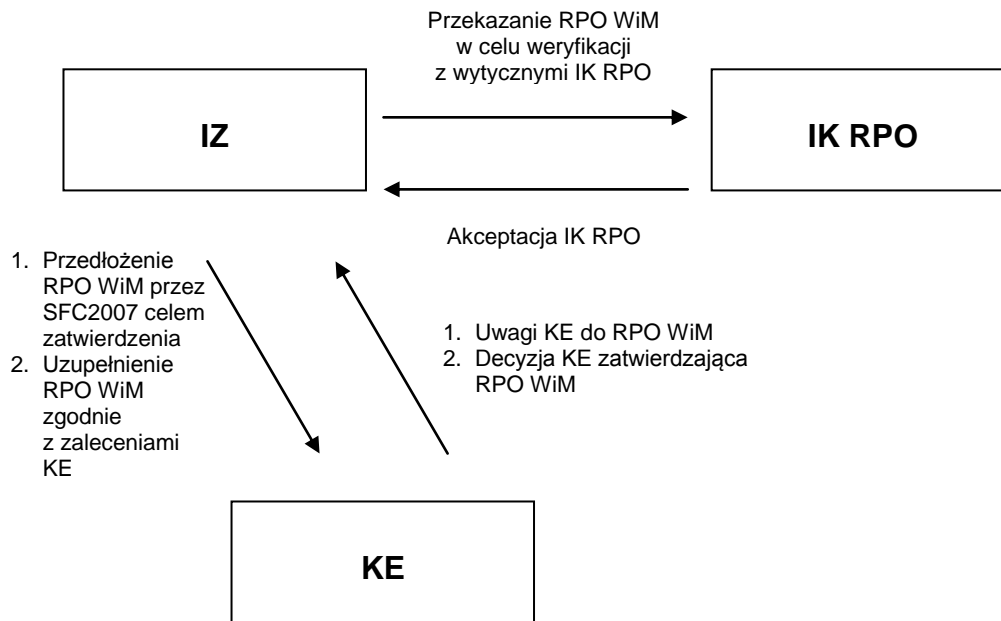 Przekazanie RPO WiM
w celu weryfikacji
z wytycznymi IK RPO
IZ
IK RPO
Akceptacja IK RPO
1. Przedłożenie
RPO WiM przez
SFC2007 celem
zatwierdzenia
2. Uzupełnienie
RPO WiM
zgodnie
z zaleceniami
KE
1. Uwagi KE do RPO WiM
2. Decyzja KE zatwierdzająca
RPO WiM
KE